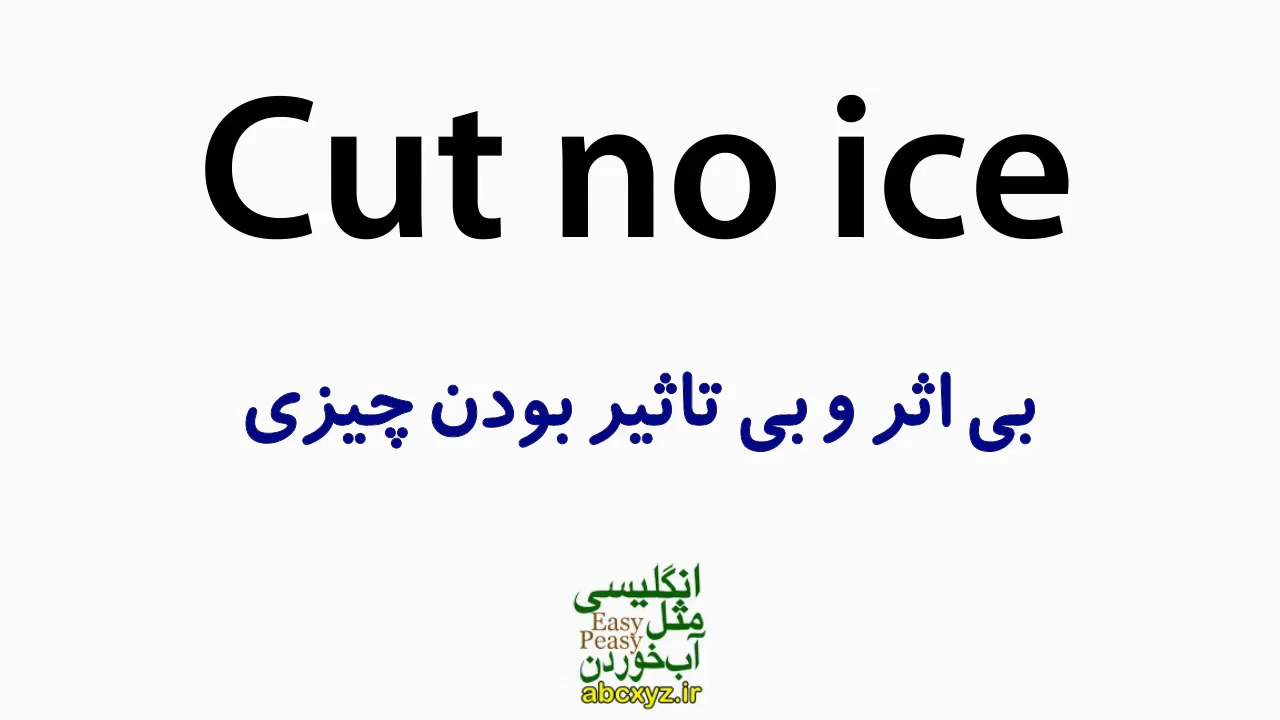 Cut no ice
بی اثر و بی تاثیر بودن چیزی
انگلیسی
مثل Easy
Peasy
آب‌خوردن
abcxyz.ir